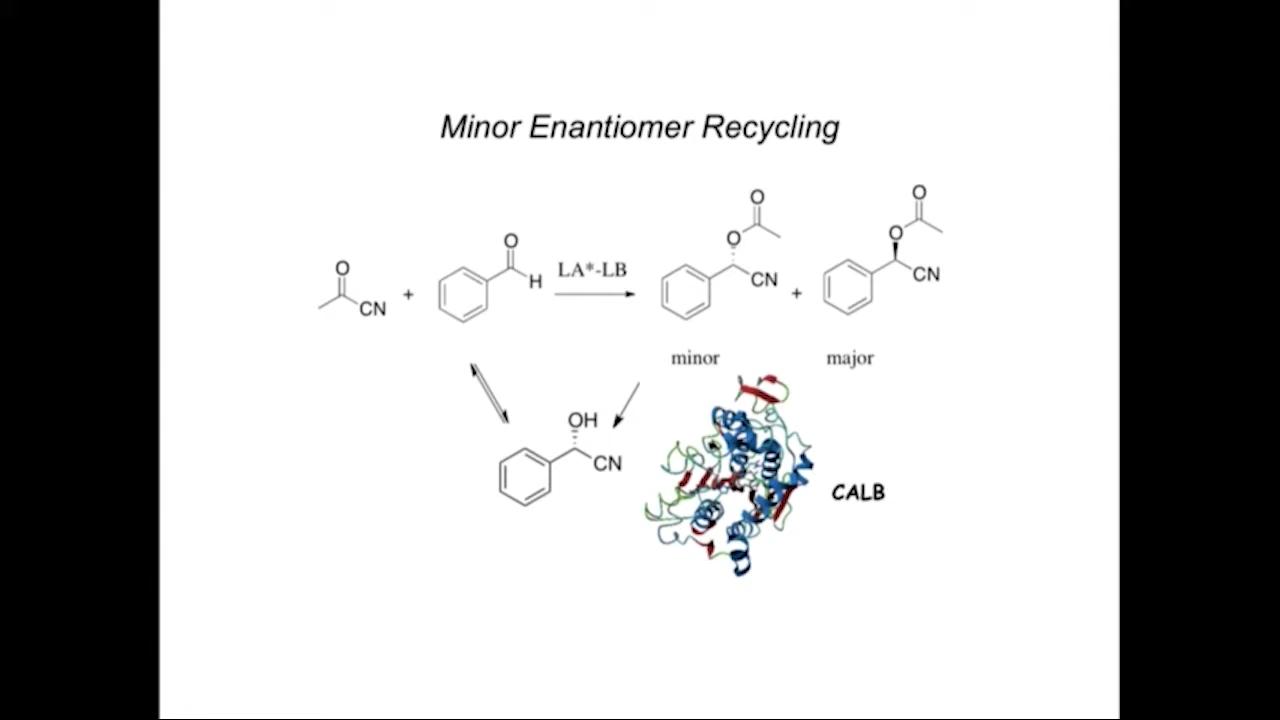 Minor Enantiomer Recycling
O
CN
+
O
H
LA*-LB
O
O
CN
+
O
O
CN
minor
major
OH
CN
CALB